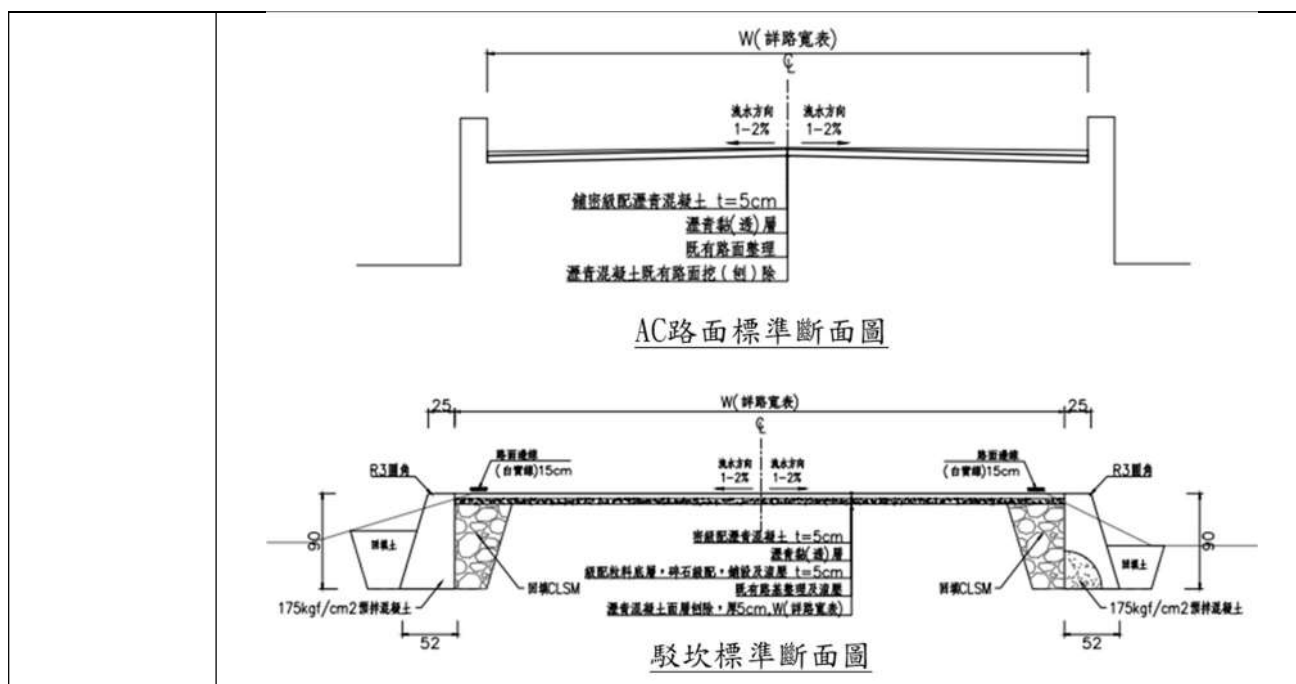 W(詳路寬表)
℄
洩水方向 洩水方向
1-2% 1-2%
鋪密級配瀝青混凝土 t=5cm
瀝青黏(透)層
既有路面整理
瀝青混凝土既有路面挖(刨)除
AC路面標準斷面圖
25 W(詳路寬表) 25
℄
路面邊線 路面邊線
(白實線)15cm (白實線)15cm
洩水方向 洩水方向
1-2% 1-2%
R3圓角 R3圓角
90 90
回填土 回填土
密級配瀝青混凝土 t=5cm
瀝青黏(透)層
級配粒料底層,碎石級配,鋪設及滾壓 t=5cm
回填CLSM 既有路基整理及滾壓 回填CLSM
175kgf/cm2預拌混凝土 瀝青混凝土面層刨除,厚5cm,W(詳路寬表) 175kgf/cm2預拌混凝土
52 52
駁坎標準斷面圖